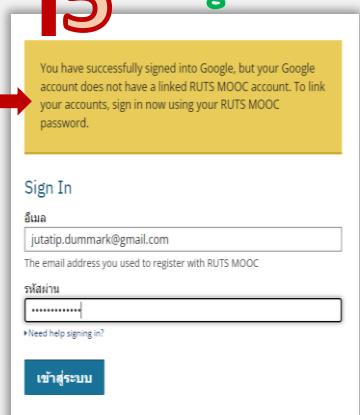 5
You have successfully signed into Google, but your Google
account does not have a linked RUTS MOOC account. To link
your accounts, sign in now using your RUTS MOOC
password.
Sign In
อีเมล
jutatip.dummark@gmail.com
The email address you used to register with RUTS MOOC
รหัสผ่าน
•••••••••••••
Need help signing in?
เข้าสู่ระบบ